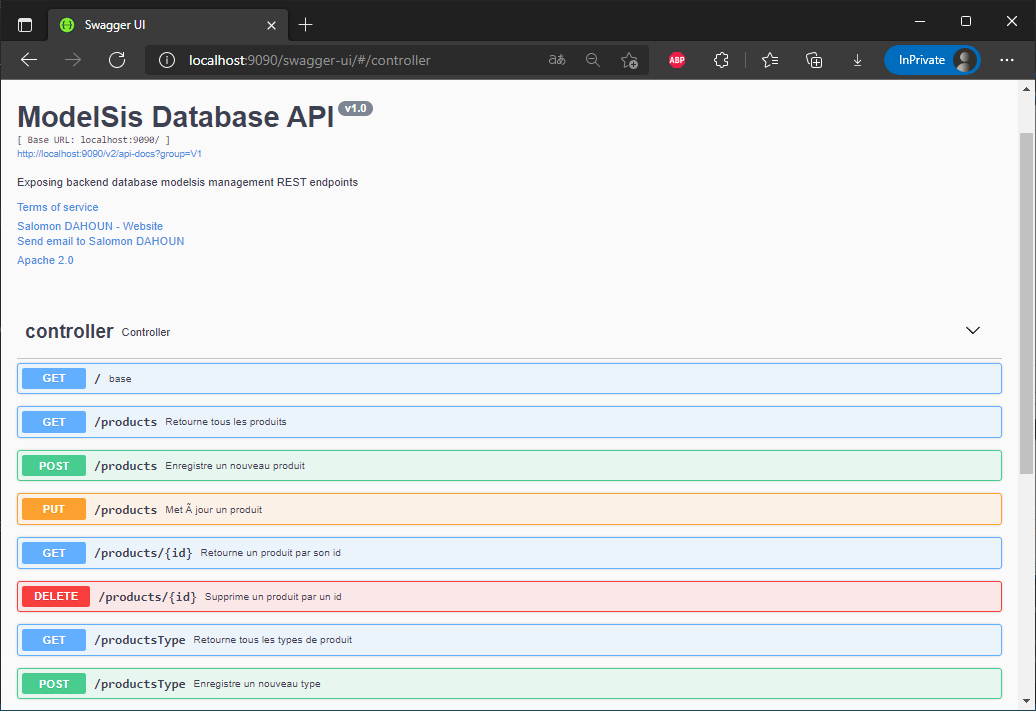 Swagger UI
localhost:9090/swagger-ui/#/controller
aあ
ABP
InPrivate
ModelSis Database API v1.0
[ Base URL: localhost:9090/ ]
http://localhost:9090/v2/api-docs?group=V1
Exposing backend database modelsis management REST endpoints
Terms of service
Salomon DAHOUN - Website
Send email to Salomon DAHOUN
Apache 2.0
controller Controller
GET / base
GET /products Retourne tous les produits
POST /products Enregistre un nouveau produit
PUT /products Met Ã jour un produit
GET /products/{id} Retourne un produit par son id
DELETE /products/{id} Supprime un produit par un id
GET /productsType Retourne tous les types de produit
POST /productsType Enregistre un nouveau type